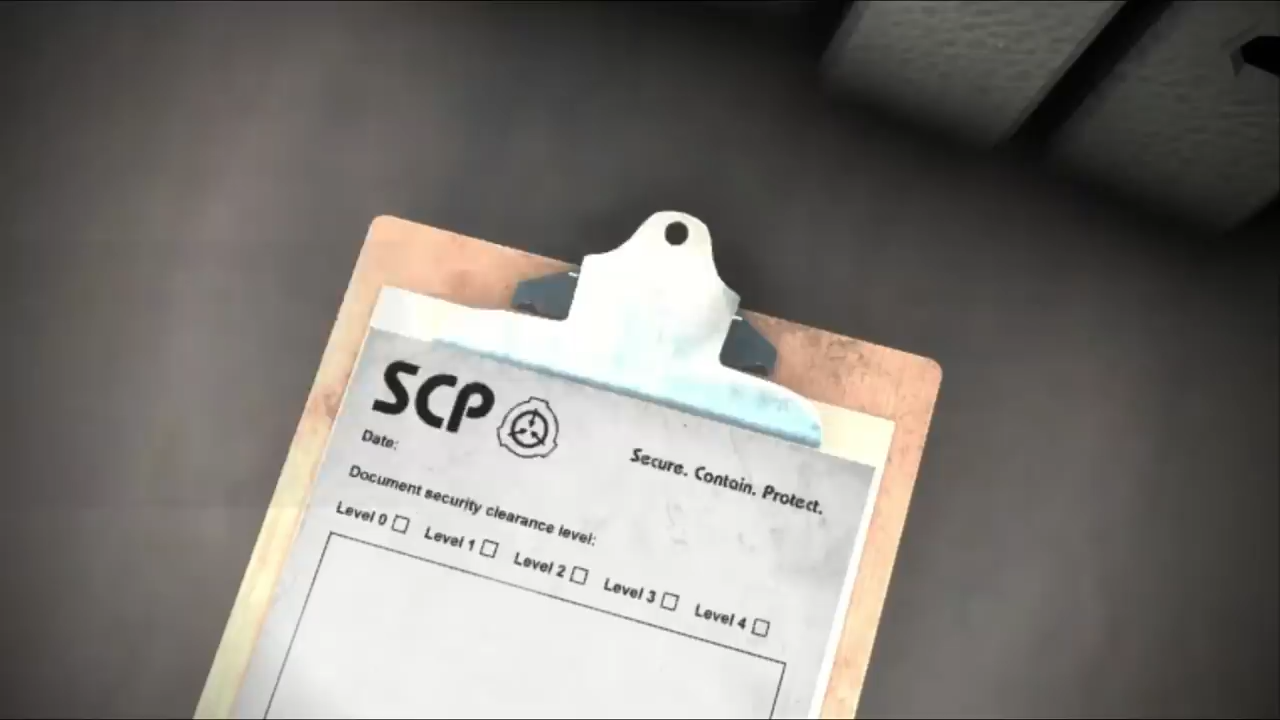 SCP
Secure. Contain. Protect.
Date:
Document security clearance level:
Level 0 Level 1 Level 2 Level 3 Level 4